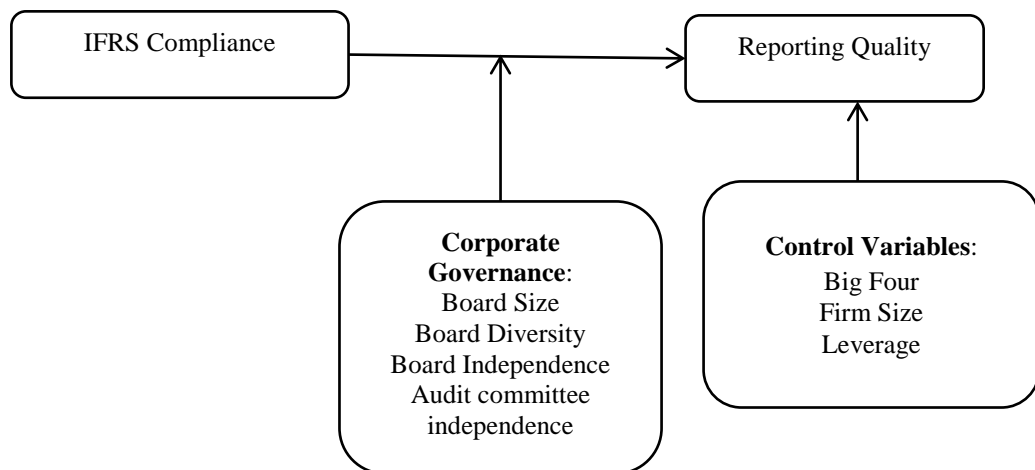 IFRS Compliance
Reporting Quality
Corporate
Governance:
Board Size
Board Diversity
Board Independence
Audit committee
independence
Control Variables:
Big Four
Firm Size
Leverage